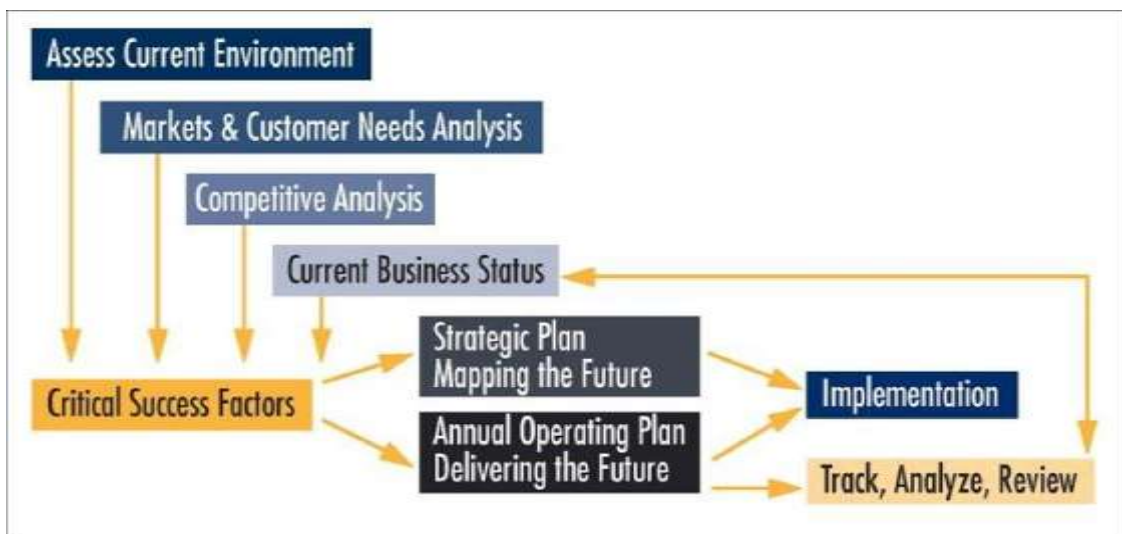 Assess Current Environment
Markets & Customer Needs Analysis
Competitive Analysis
Current Business Status
Critical Success Factors
Strategic Plan
Mapping the Future
Annual Operating Plan
Delivering the Future
Implementation
Track, Analyze, Review